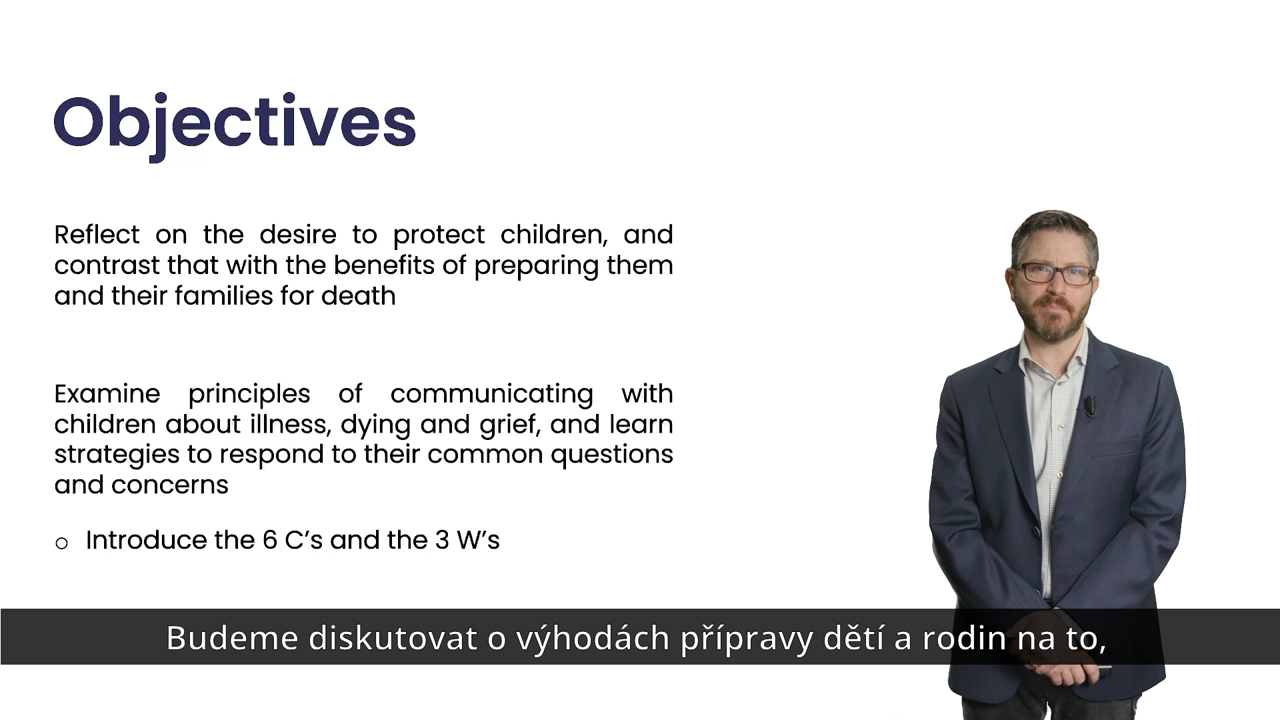 Objectives
Reflect on the desire to protect children, and
contrast that with the benefits of preparing them
and their families for death
Examine principles of communicating with
children about illness, dying and grief, and learn
strategies to respond to their common questions
and concerns
o Introduce the 6 C’s and the 3 W’s
Budeme diskutovat o výhodách přípravy dětí a rodin na to,